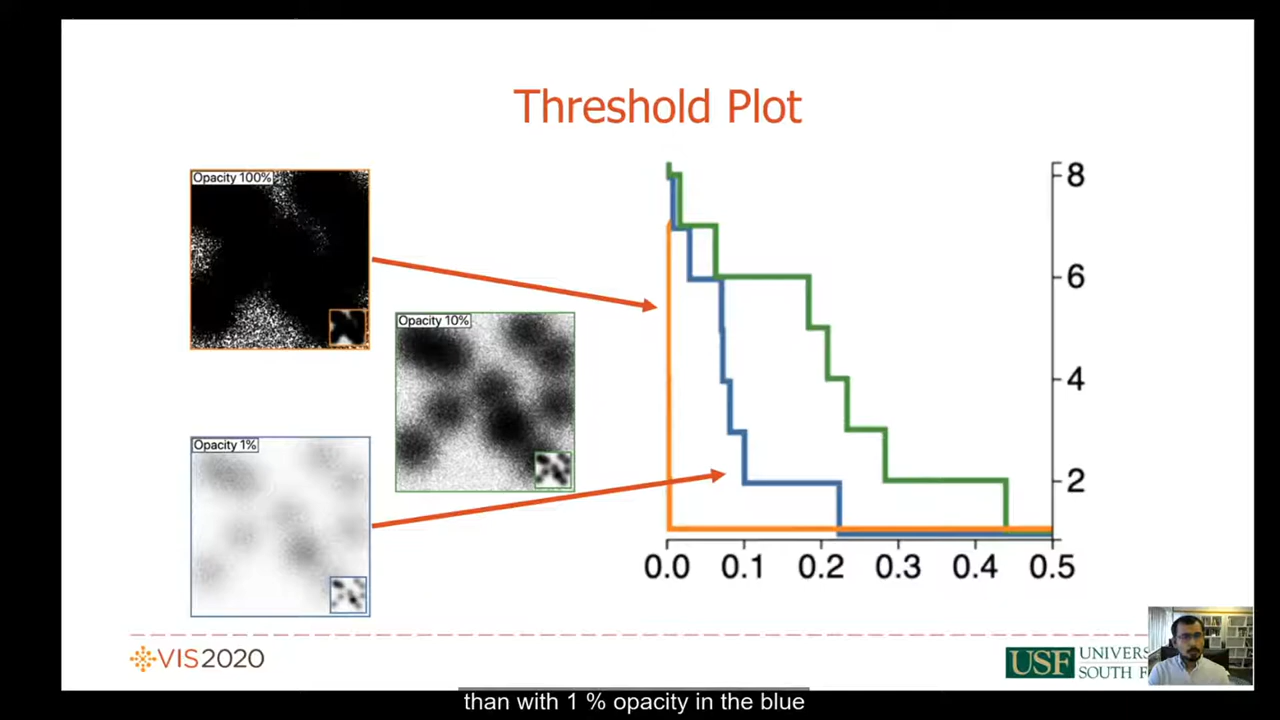 Threshold Plot
Opacity 100%
Opacity 10%
Opacity 1%
8
6
4
2
0.0 0.1 0.2 0.3 0.4 0.5
VIS2020
USF
SOUTH
than with 1 % opacity in the blue